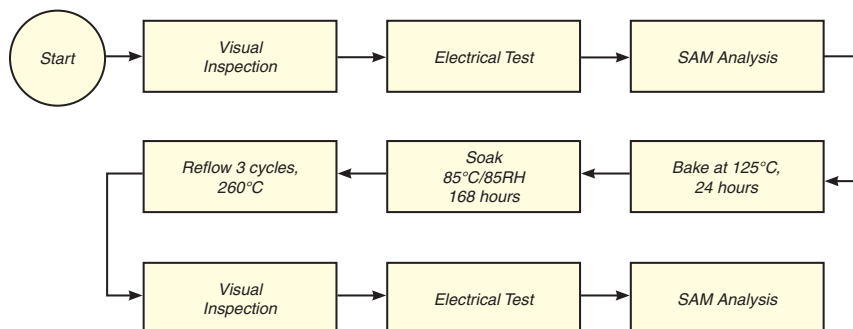 Start
Visual
Inspection
Electrical Test
SAM Analysis
Bake at 125°C,
24 hours
Soak
85°C/85RH
168 hours
Reflow 3 cycles,
260°C
Visual
Inspection
Electrical Test
SAM Analysis